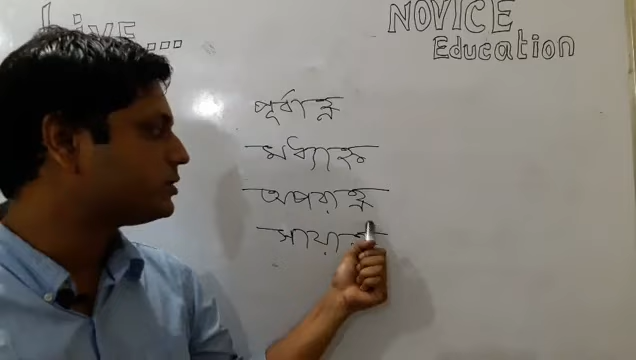 Live...
NOVICE
Education
পূর্বাহ্ণ
মধ্যাহ্ন
অপরাহ্ণ